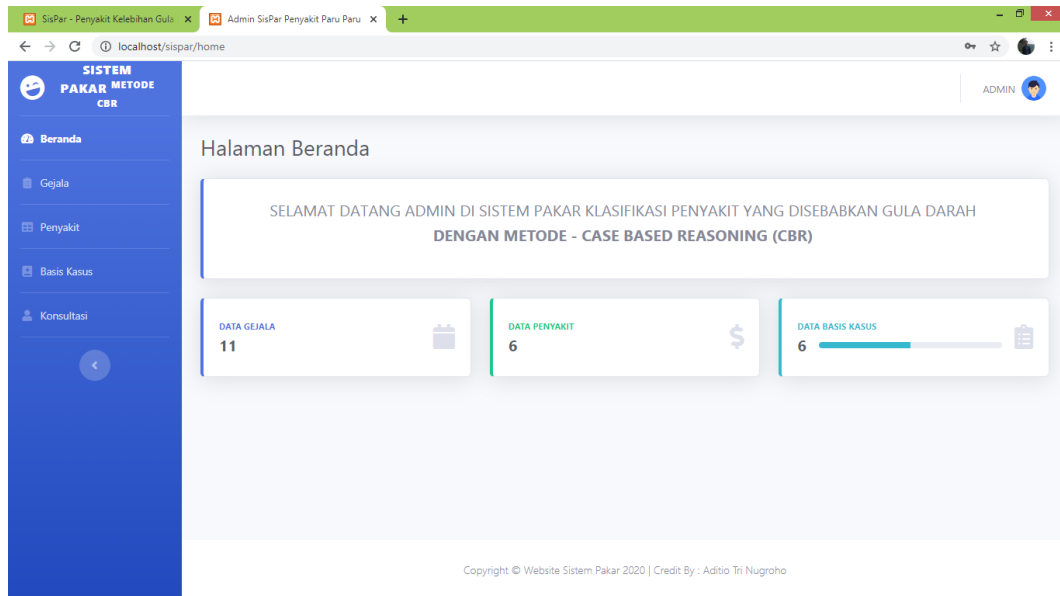 SisPar - Penyakit Kelebihan Gula
Admin SisPar Penyakit Paru Paru
localhost/sispar/home
SISTEM
PAKAR METODE
CBR
ADMIN
Beranda
Gejala
Penyakit
Basis Kasus
Konsultasi
Halaman Beranda
SELAMAT DATANG ADMIN DI SISTEM PAKAR KLASIFIKASI PENYAKIT YANG DISEBABKAN GULA DARAH
DENGAN METODE - CASE BASED REASONING (CBR)
DATA GEJALA
11
DATA PENYAKIT
6
DATA BASIS KASUS
6
Copyright © Website Sistem Pakar 2020 | Credit By : Aditio Tri Nugroho